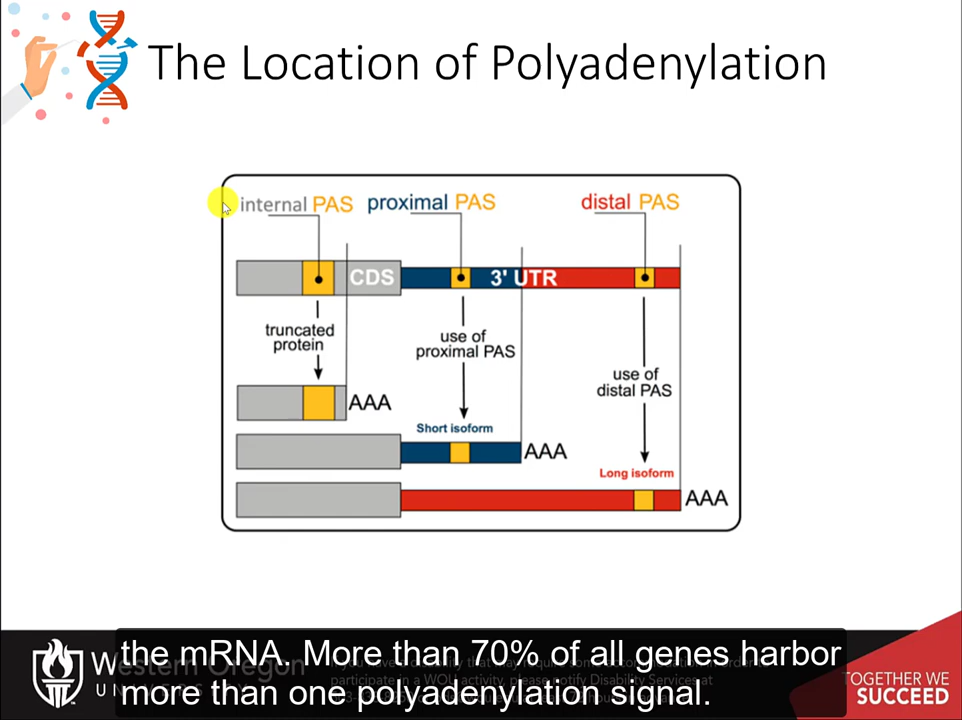 The Location of Polyadenylation
internal PAS proximal PAS distal PAS
CDS 3' UTR
truncated
protein
use of
proximal PAS
use of
distal PAS
AAA
Short isoform
AAA
Long isoform
AAA
the mRNA. More than 70% of all genes harbor
more than one polyadenylation signal.
TOGETHER WE
SUCCEED